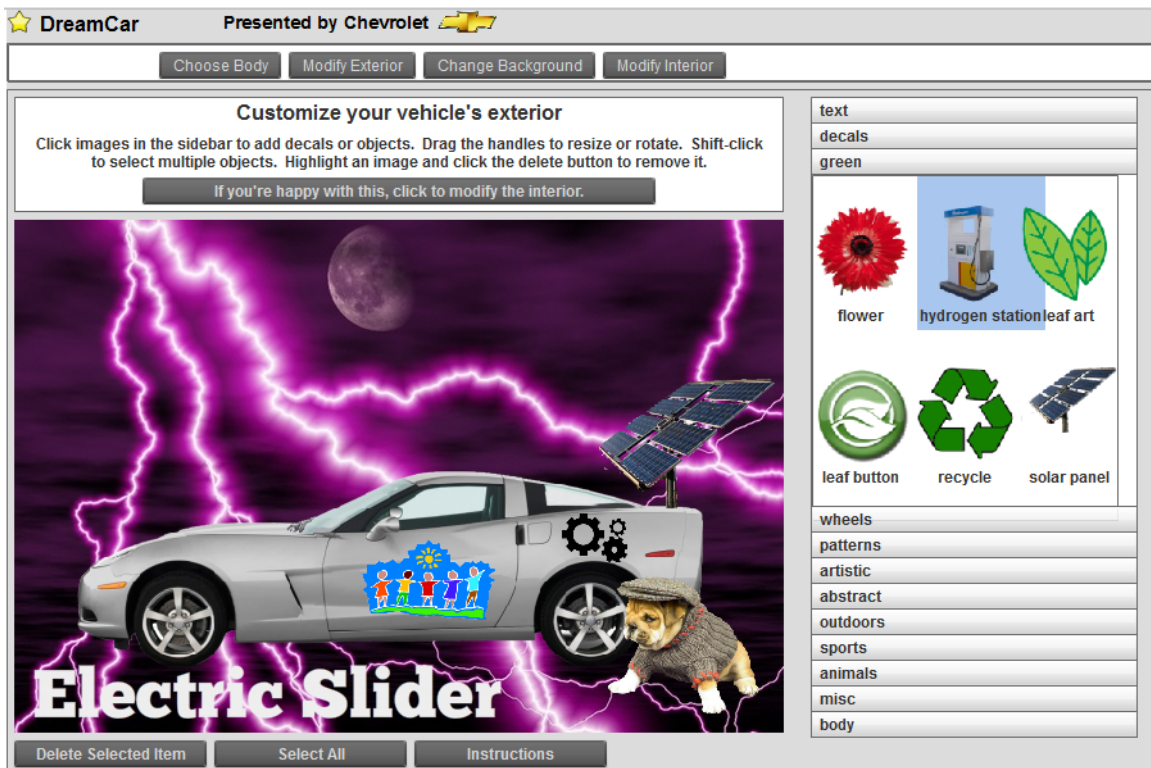 DreamCar
Presented by Chevrolet
Choose Body
Modify Exterior
Change Background
Modify Interior
Customize your vehicle's exterior
Click images in the sidebar to add decals or objects. Drag the handles to resize or rotate. Shift-click
to select multiple objects. Highlight an image and click the delete button to remove it.
If you're happy with this, click to modify the interior.
text
decals
green
flower
hydrogen station
leaf art
leaf button
recycle
solar panel
wheels
patterns
artistic
abstract
outdoors
sports
animals
misc
body
Electric Slider
Delete Selected Item
Select All
Instructions